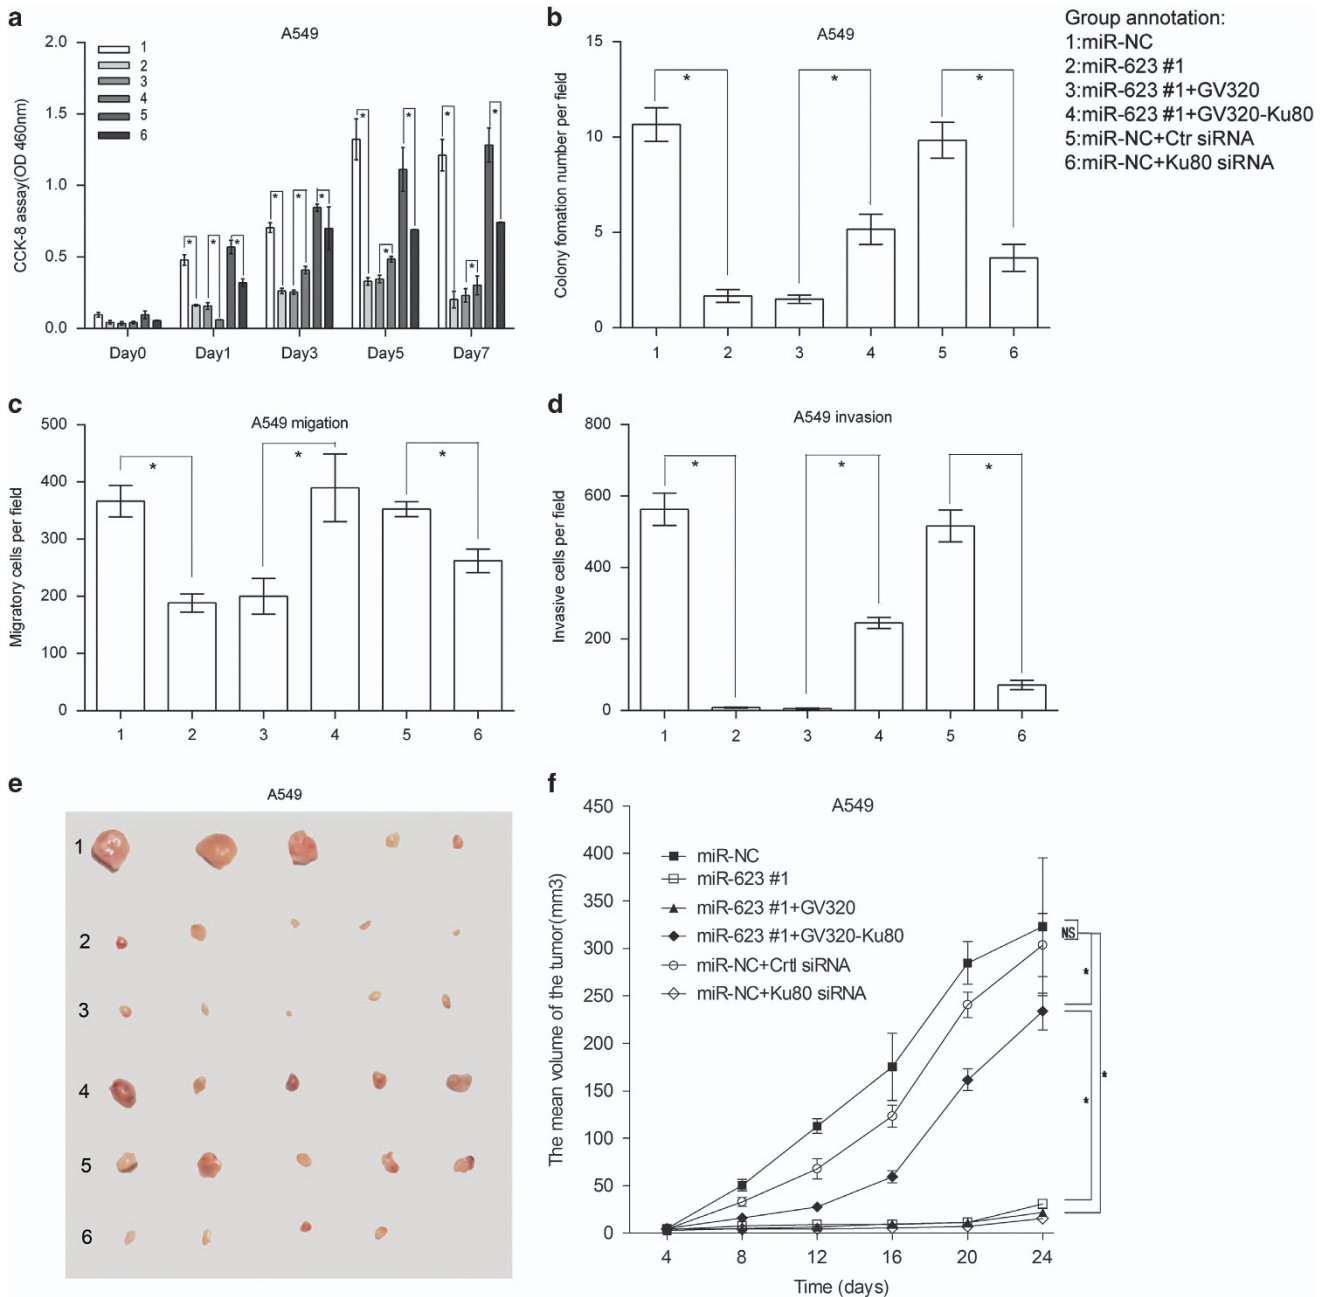 a
A549
CCK-8 assay(OD 460nm)
2.0
1.5
1.0
0.5
0.0
1
2
3
4
5
6
* * * * * * * * * * * *
Day0 Day1 Day3 Day5 Day7
b
A549
Colony fomation number per field
15
10
5
0
* * *
1 2 3 4 5 6
Group annotation:
1:miR-NC
2:miR-623 #1
3:miR-623 #1+GV320
4:miR-623 #1+GV320-Ku80
5:miR-NC+Ctr siRNA
6:miR-NC+Ku80 siRNA
c
A549 migation
Migratory cells per field
500
400
300
200
100
0
* * *
1 2 3 4 5 6
d
A549 invasion
Invasive cells per field
800
600
400
200
0
* * *
1 2 3 4 5 6
e
A549
1
2
3
4
5
6
f
A549
The mean volume of the tumor(mm3)
450
400
350
300
250
200
150
100
50
0
miR-NC
miR-623 #1
miR-623 #1+GV320
miR-623 #1+GV320-Ku80
miR-NC+Crtl siRNA
miR-NC+Ku80 siRNA
NS
*
*
*
4 8 12 16 20 24
Time (days)